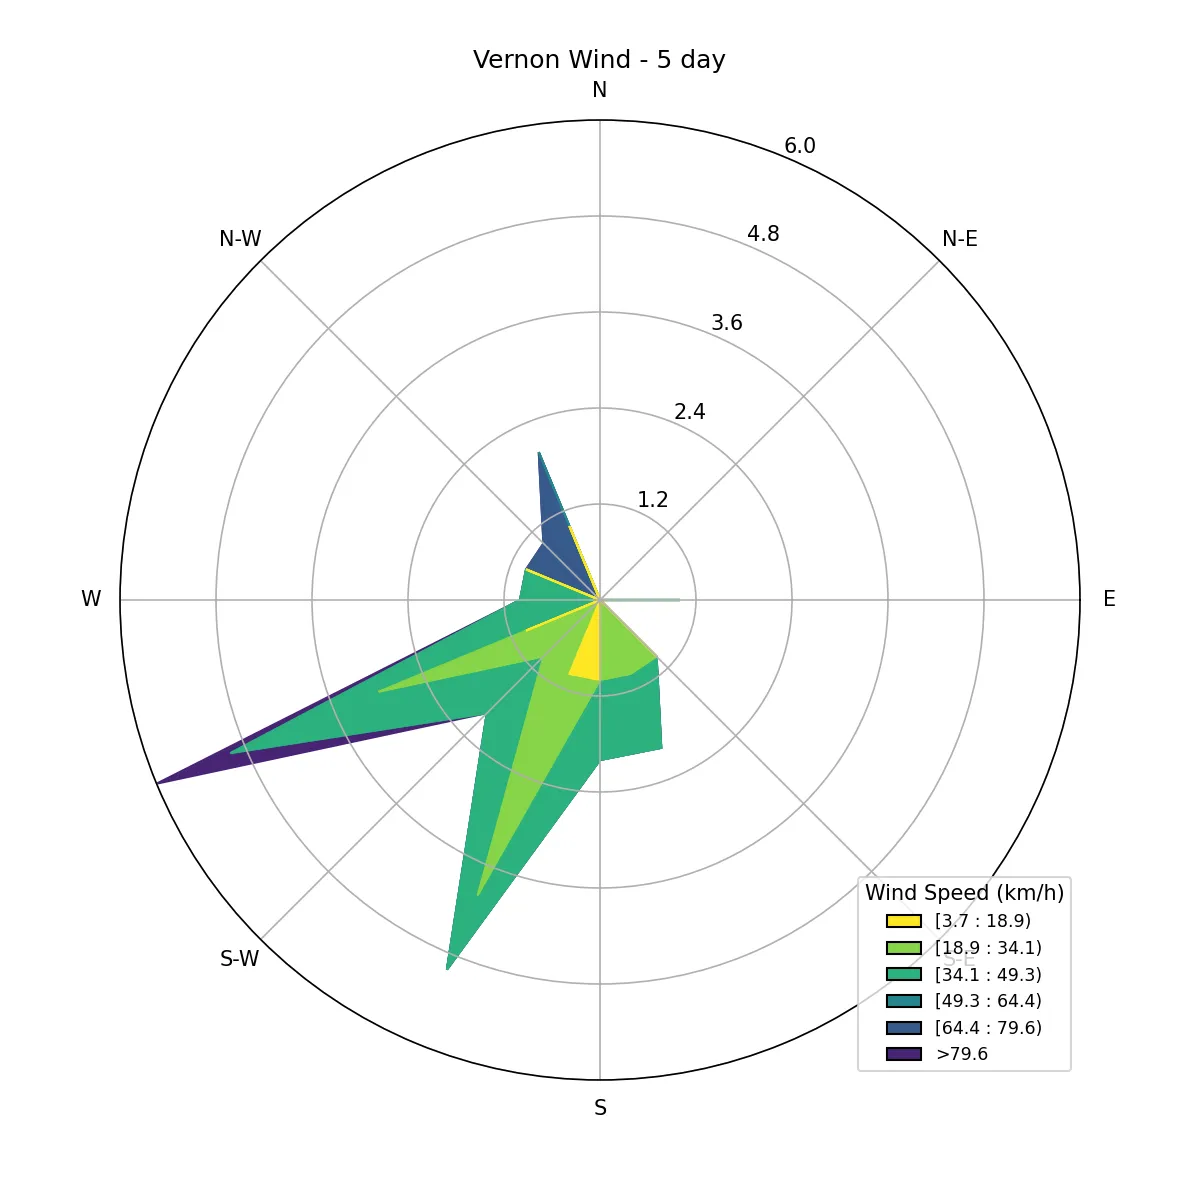 Vernon Wind - 5 day
N
6.0
N-W
4.8
N-E
3.6
2.4
1.2
W
E
S-W
S-E
S
Wind Speed (km/h)
[3.7 : 18.9)
[18.9 : 34.1)
[34.1 : 49.3)
[49.3 : 64.4)
[64.4 : 79.6)
>79.6